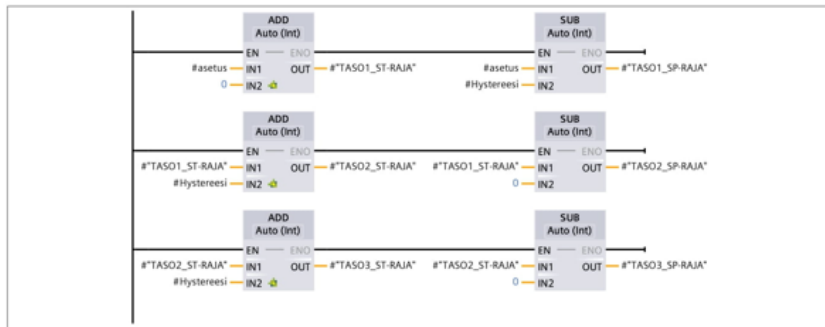 ADD SUB
Auto (Int) Auto (Int)
EN ENO EN ENO
#asetus IN1 OUT #"TASO1_ST-RAJA" #asetus IN1 OUT #"TASO1_SP-RAJA"
0 IN2 #Hystereesi IN2
ADD SUB
Auto (Int) Auto (Int)
EN ENO EN ENO
#"TASO1_ST-RAJA" IN1 OUT #"TASO2_ST-RAJA" #"TASO1_ST-RAJA" IN1 OUT #"TASO2_SP-RAJA"
#Hystereesi IN2 0 IN2
ADD SUB
Auto (Int) Auto (Int)
EN ENO EN ENO
#"TASO2_ST-RAJA" IN1 OUT #"TASO3_ST-RAJA" #"TASO2_ST-RAJA" IN1 OUT #"TASO3_SP-RAJA"
#Hystereesi IN2 0 IN2